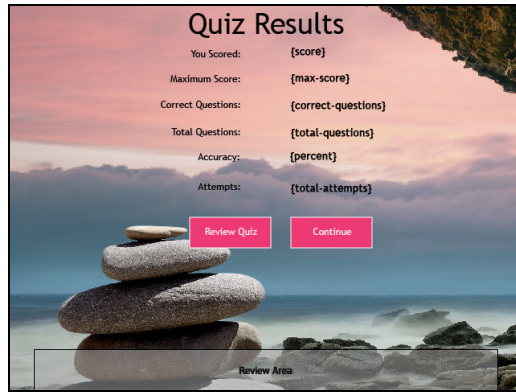 Quiz Results
You Scored: {score}
Maximum Score: {max-score}
Correct Questions: {correct-questions}
Total Questions: {total-questions}
Accuracy: {percent}
Attempts: {total-attempts}
Review Quiz Continue
Review Area